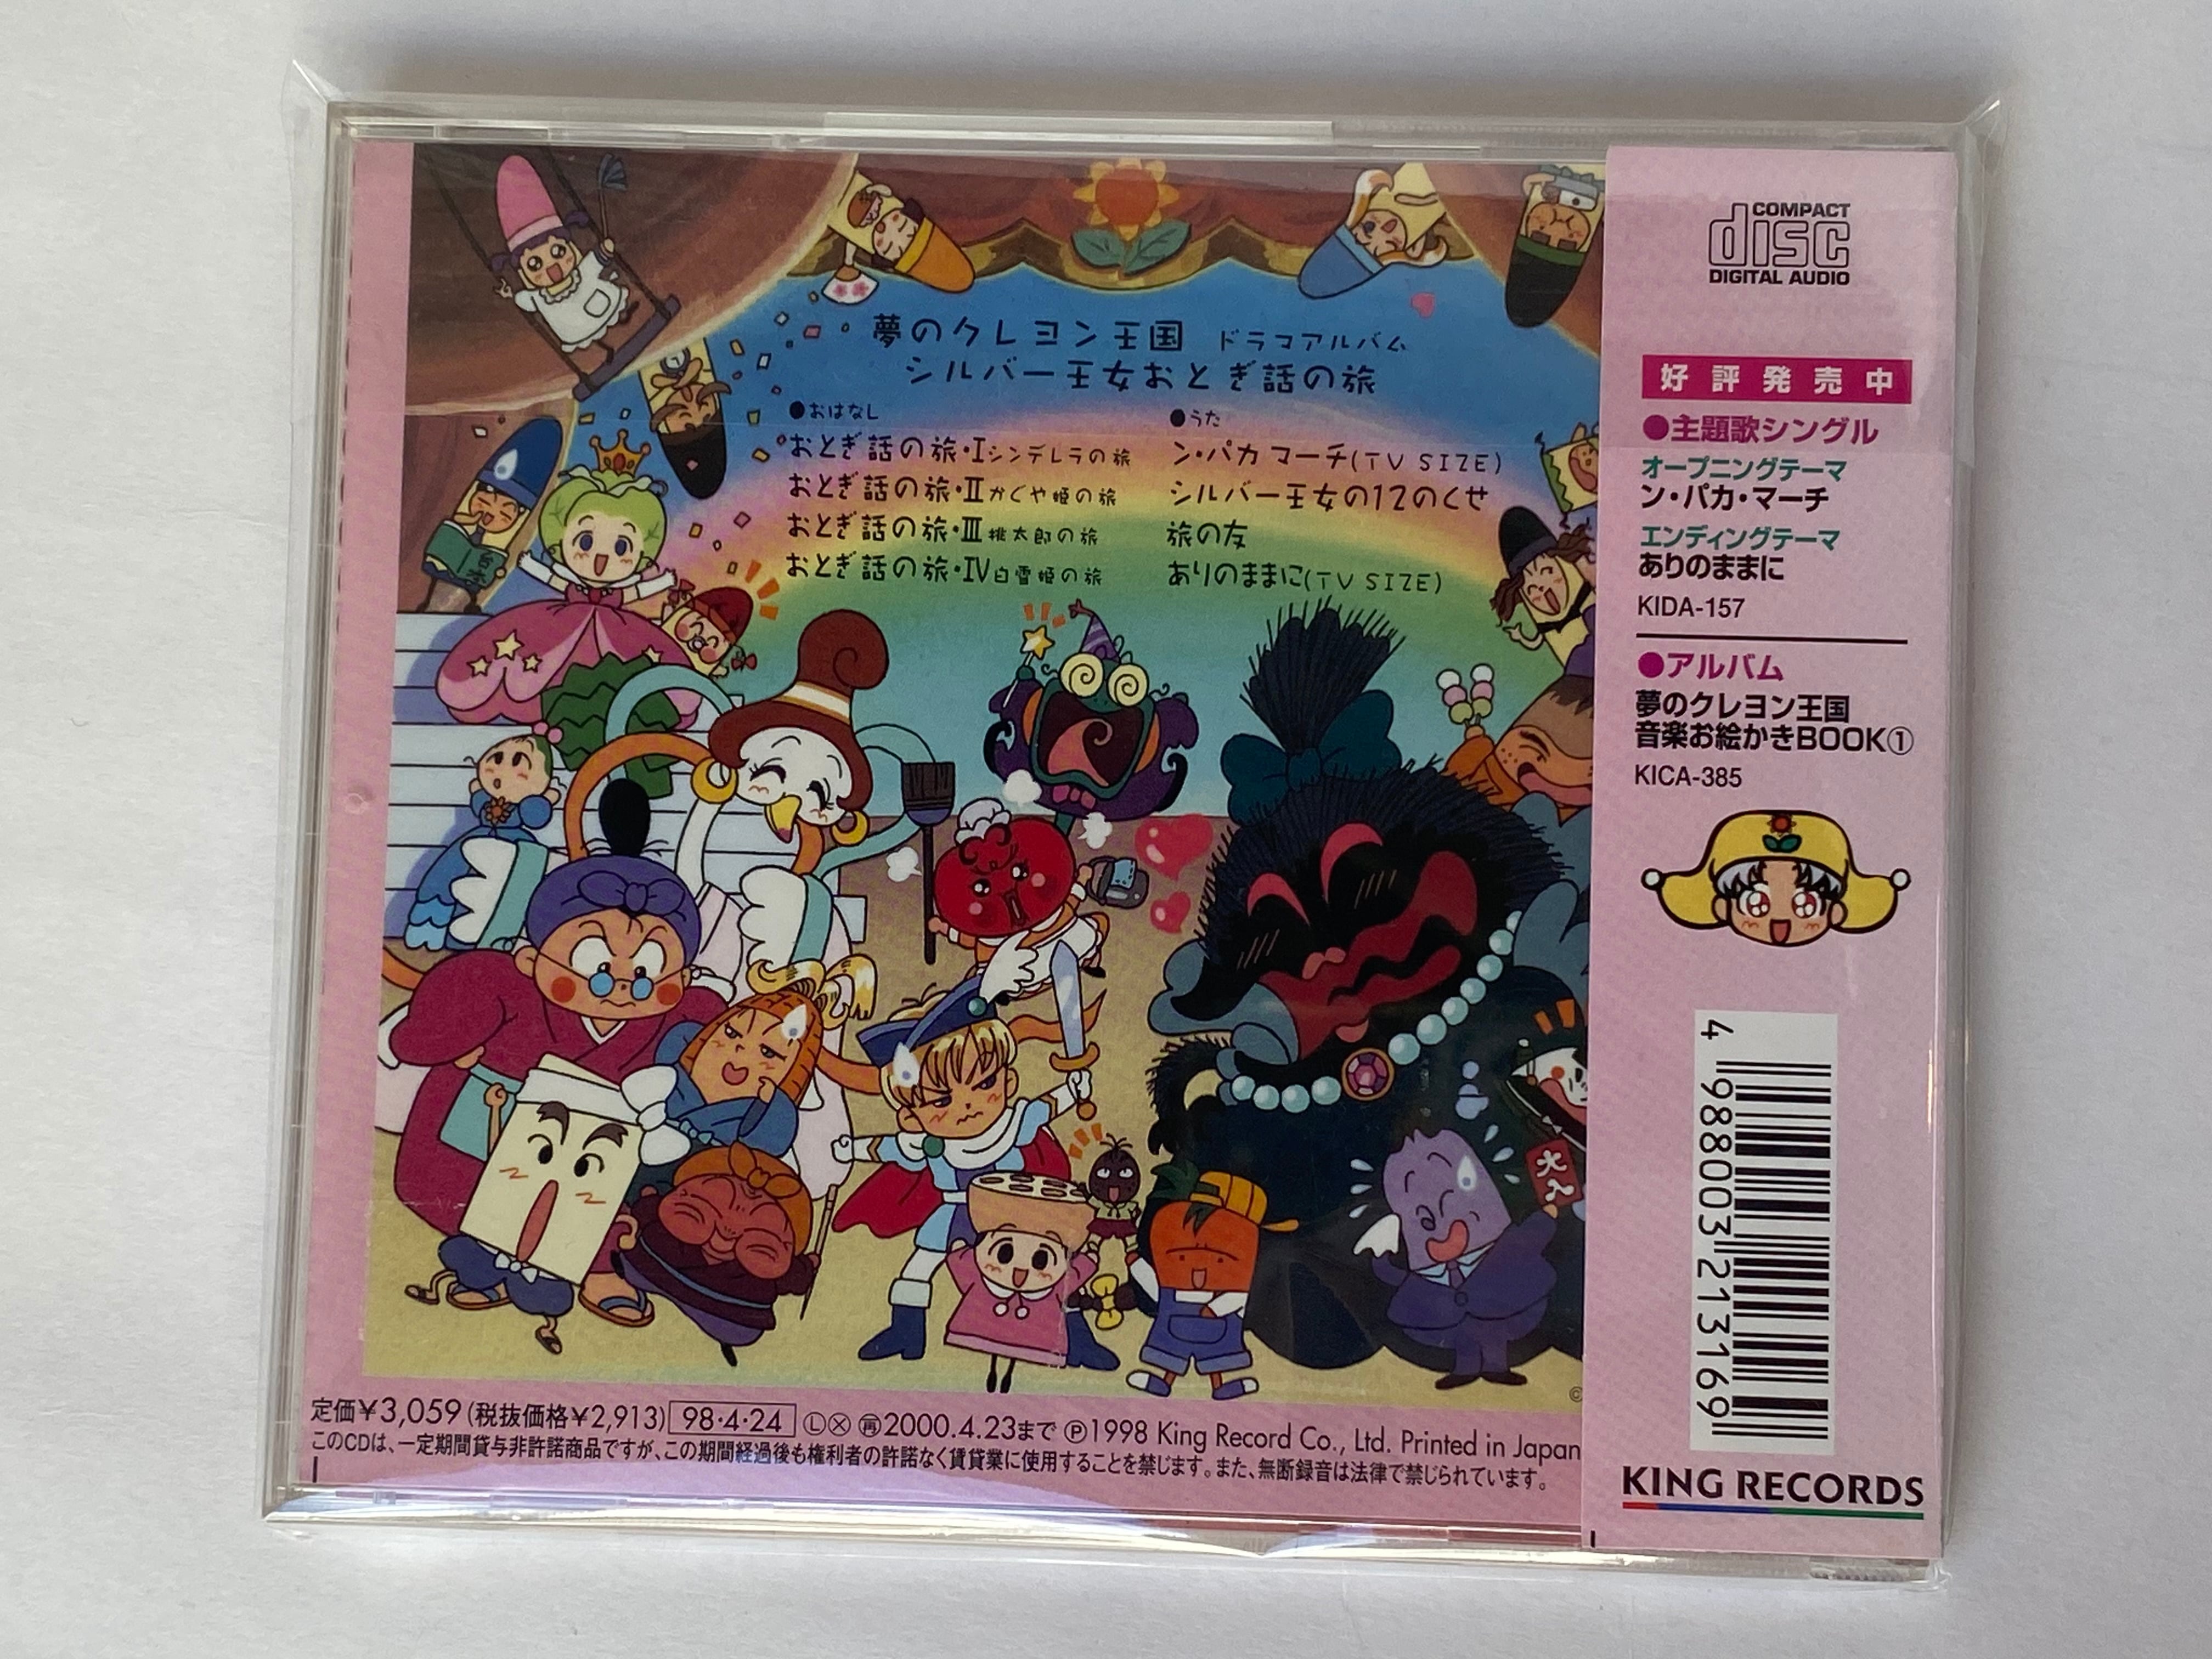 夢のクレヨン王国 ドラマアルバム
シルバー王女おとぎ話の旅
●おはなし
おとぎ話の旅・Iシンデレラの旅
おとぎ話の旅・IIかぐや姫の旅
おとぎ話の旅・III桃太郎の旅
おとぎ話の旅・IV白雪姫の旅
●うた
ン・パカ マーチ(TV SIZE)
シルバー王女の12のくせ
旅の友
ありのままに(TV SIZE)
台本
大入
定価¥3,059(税抜価格¥2,913) 98・4・24 Ⓛ Ⓧ 再2000.4.23まで Ⓟ1998 King Record Co., Ltd. Printed in Japan
このCDは、一定期間貸与非許諾商品ですが、この期間経過後も権利者の許諾なく賃貸業に使用することを禁じます。また、無断録音は法律で禁じられています。
©
COMPACT
disc
DIGITAL AUDIO
好評発売中
●主題歌シングル
オープニングテーマ
ン・パカ・マーチ
エンディングテーマ
ありのままに
KIDA-157
●アルバム
夢のクレヨン王国
音楽お絵かきBOOK①
KICA-385
4 988003 213169
KING RECORDS